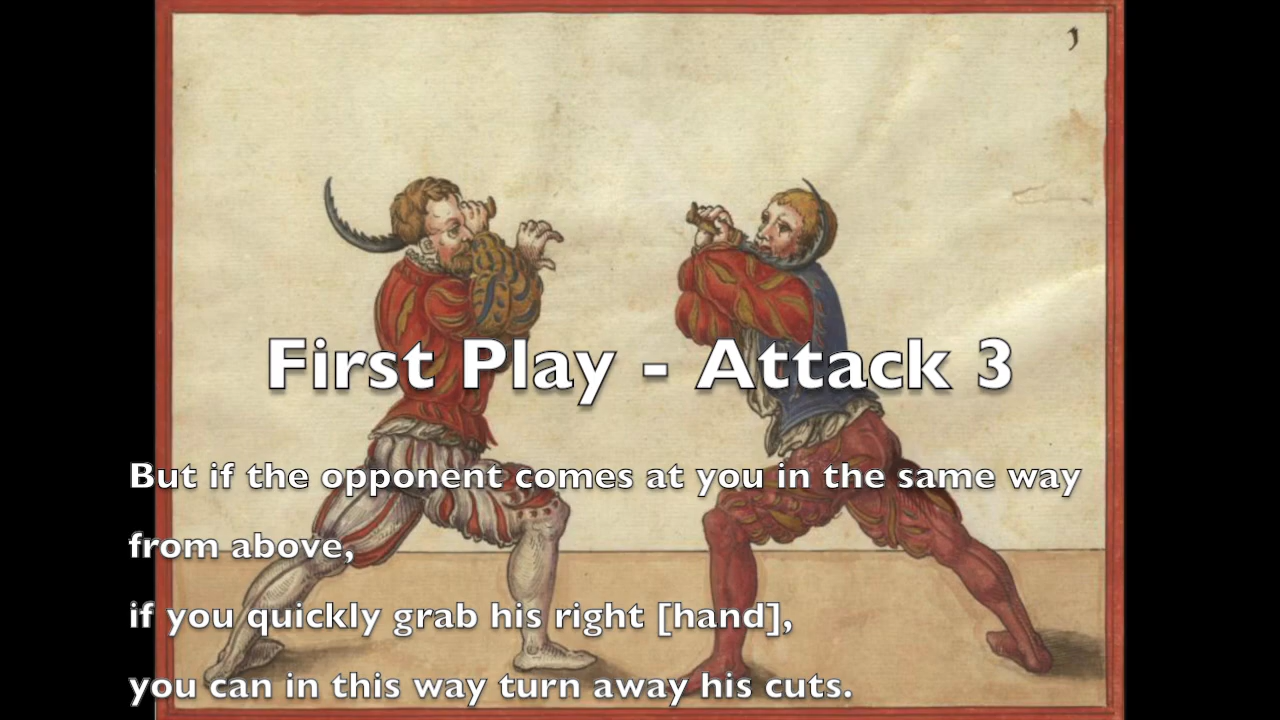 1
First Play - Attack 3
But if the opponent comes at you in the same way
from above,
if you quickly grab his right [hand],
you can in this way turn away his cuts.